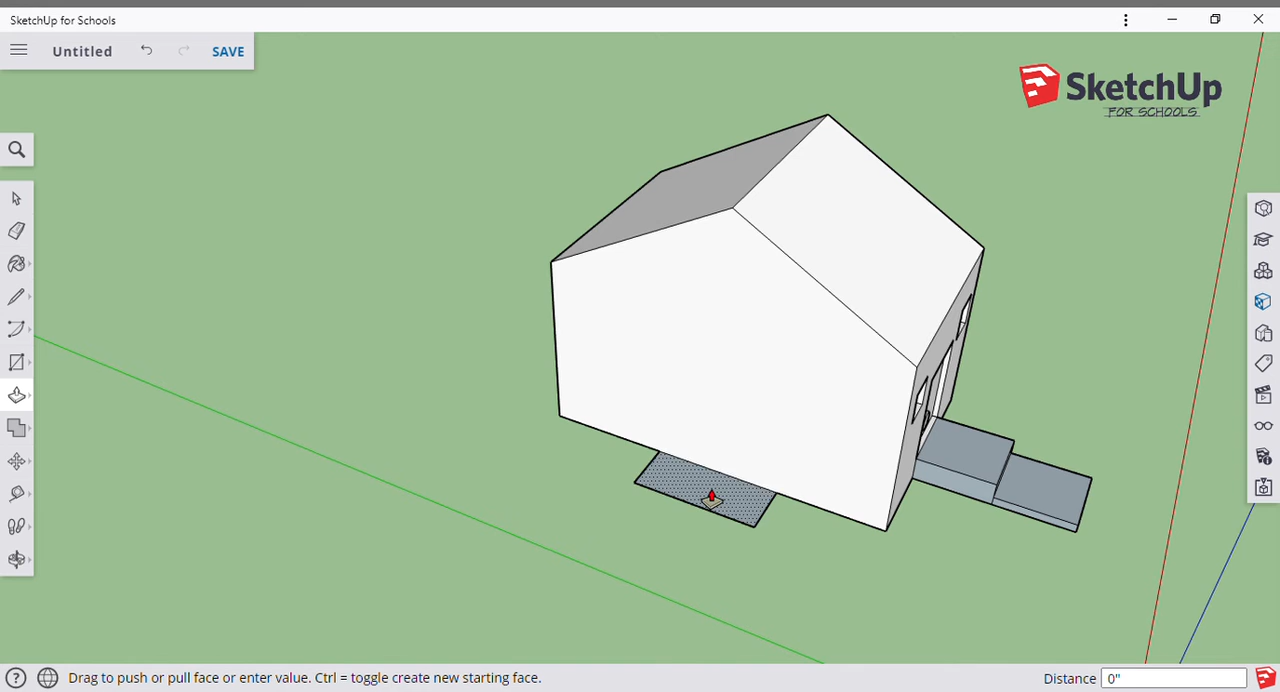 SketchUp for Schools
Untitled
SAVE
SketchUp
FOR SCHOOLS
Drag to push or pull face or enter value. Ctrl = toggle create new starting face.
Distance 0"